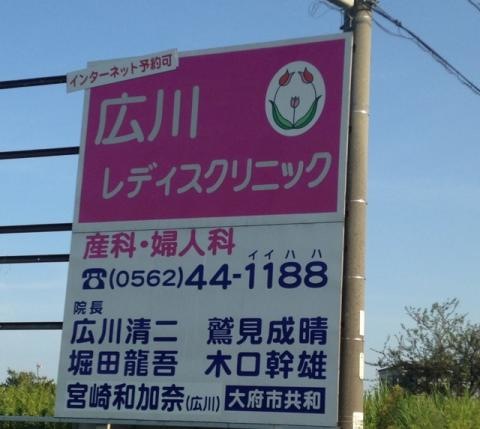 インターネット予約可
広川
レディスクリニック
産科・婦人科
イイハハ
☎(0562)44-1188
院長
広川清二 鷲見成晴
堀田龍吾 木口幹雄
宮崎和加奈(広川) 大府市共和